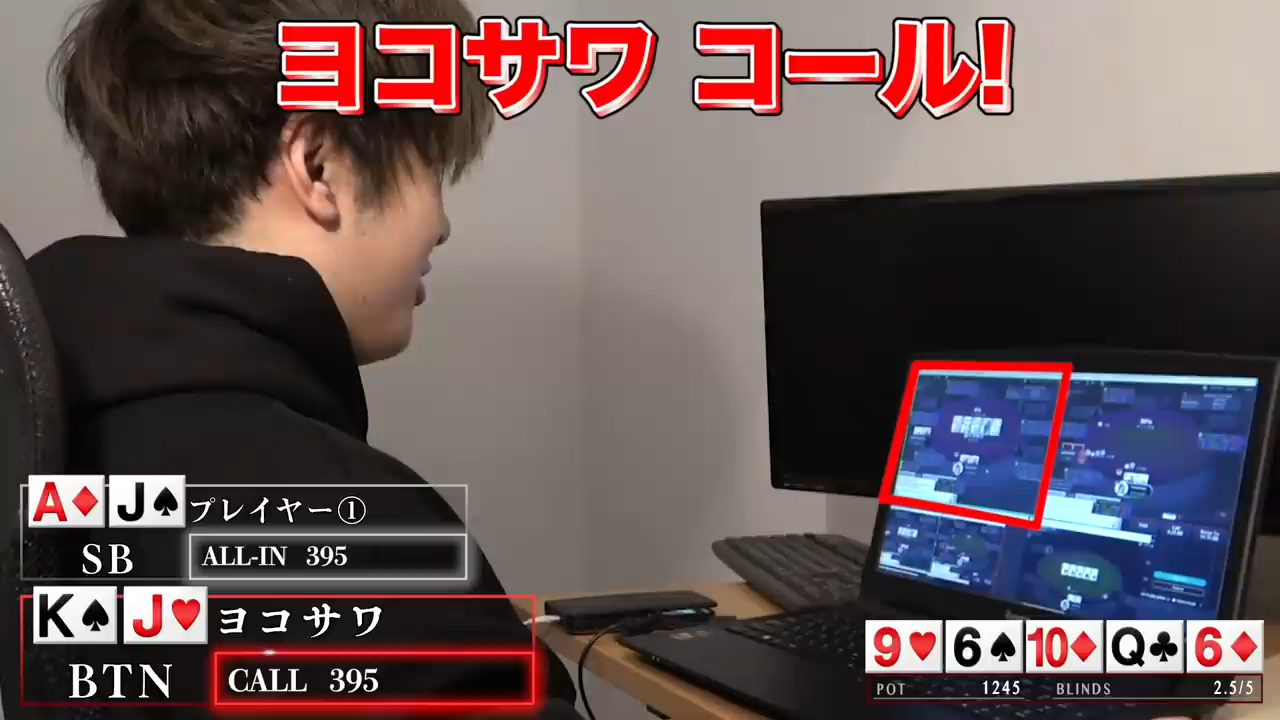 ヨコサワ コール!
A♦ J♠ プレイヤー①
SB ALL-IN 395
K♠ J♥ ヨコサワ
BTN CALL 395
9♥ 6♠ 10♦ Q♣ 6♦
POT 1245 BLINDS 2.5/5